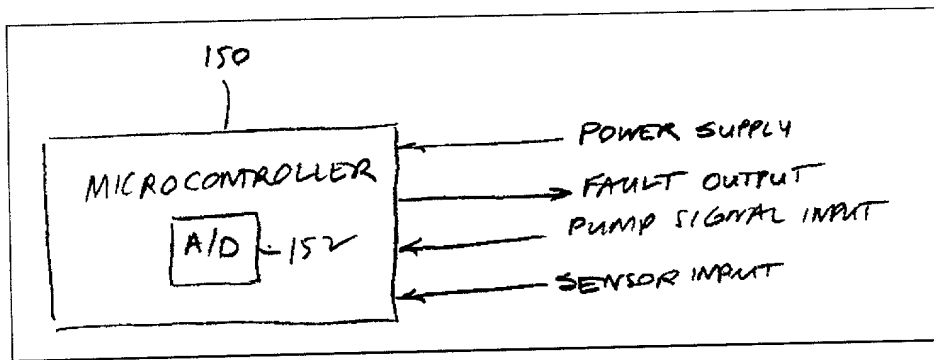 150
POWER SUPPLY
MICROCONTROLLER
FAULT OUTPUT
PUMP SIGNAL INPUT
A/D
152
SENSOR INPUT